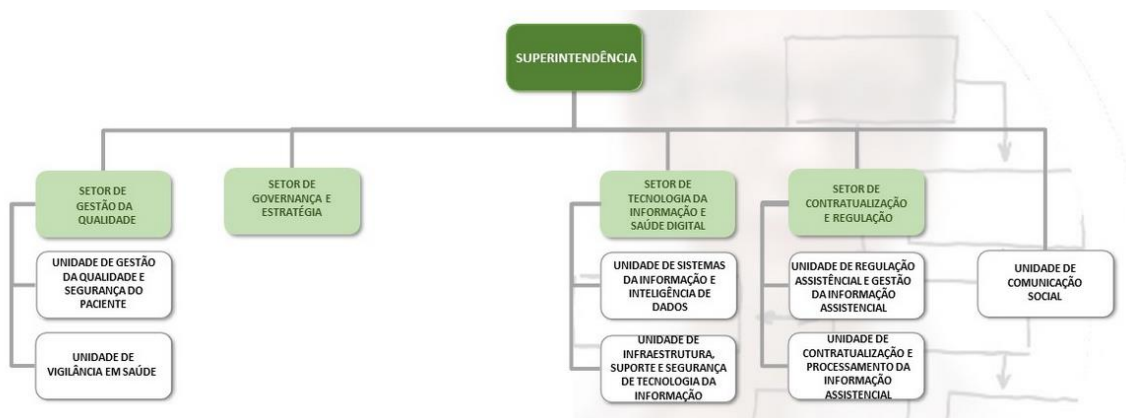 SUPERINTENDÊNCIA
SETOR DE
GESTÃO DA
QUALIDADE
SETOR DE
GOVERNANÇA E
ESTRATÉGIA
SETOR DE
TECNOLOGIA DA
INFORMAÇÃO E
SAÚDE DIGITAL
SETOR DE
CONTRATUALIZAÇÃO
E REGULAÇÃO
UNIDADE DE GESTÃO
DA QUALIDADE E
SEGURANÇA DO
PACIENTE
UNIDADE DE SISTEMAS
DA INFORMAÇÃO E
INTELIGÊNCIA DE
DADOS
UNIDADE DE REGULAÇÃO
ASSISTÊNCIAL E GESTÃO
DA INFORMAÇÃO
ASSISTENCIAL
UNIDADE DE
COMUNICAÇÃO
SOCIAL
UNIDADE DE
VIGILÂNCIA EM SAÚDE
UNIDADE DE
INFRAESTRUTURA,
SUPORTE E SEGURANÇA
DE TECNOLOGIA DA
INFORMAÇÃO
UNIDADE DE
CONTRATUALIZAÇÃO E
PROCESSAMENTO DA
INFORMAÇÃO
ASSISTENCIAL